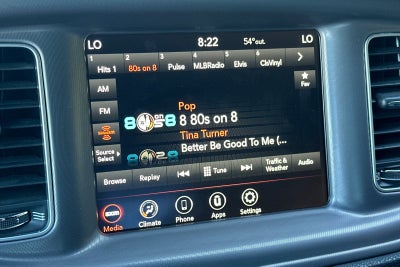 LO 8:22 54°out. LO
1 2 3 4 5 6
Hits 1 80s on 8 Pulse MLBRadio Elvis ClsVinyl >
AM
★ Fav
FM
Pop
8 80s on 8
Tina Turner
Better Be Good To Me (...
Source Select
Browse Replay Tune Traffic & Weather Audio
Media Climate Phone Apps Settings